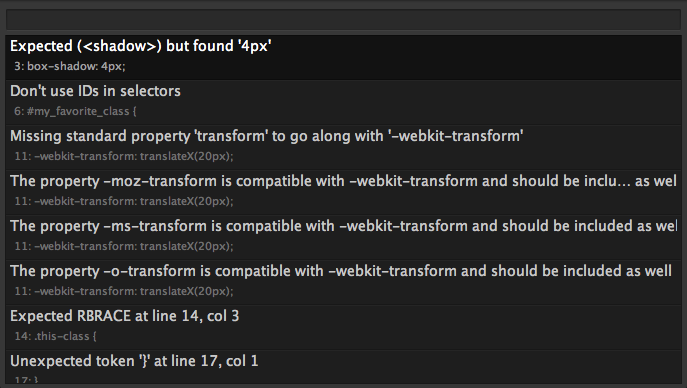 Expected (<shadow>) but found '4px'
3: box-shadow: 4px;
Don't use IDs in selectors
6: #my_favorite_class {
Missing standard property 'transform' to go along with '-webkit-transform'
11: -webkit-transform: translateX(20px);
The property -moz-transform is compatible with -webkit-transform and should be inclu... as wel
11: -webkit-transform: translateX(20px);
The property -ms-transform is compatible with -webkit-transform and should be included as wel
11: -webkit-transform: translateX(20px);
The property -o-transform is compatible with -webkit-transform and should be included as well
11: -webkit-transform: translateX(20px);
Expected RBRACE at line 14, col 3
14: .this-class {
Unexpected token '}' at line 17, col 1
17: }